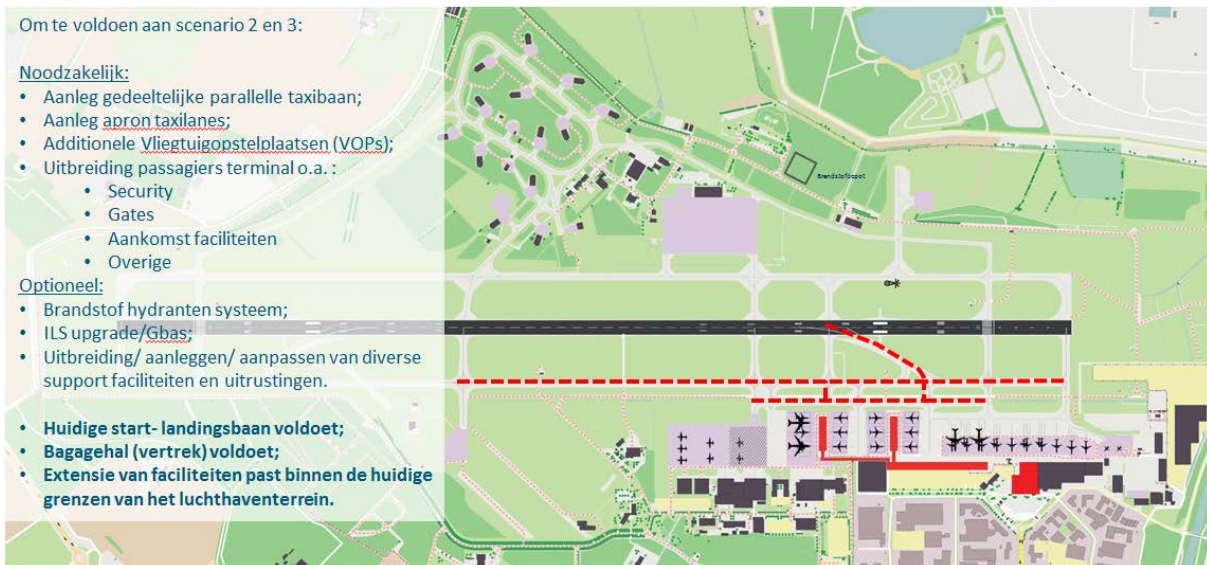 Om te voldoen aan scenario 2 en 3:
Noodzakelijk:
• Aanleg gedeeltelijke parallelle taxibaan;
• Aanleg apron taxilanes;
• Additionele Vliegtuigopstelplaatsen (VOPs);
• Uitbreiding passagiers terminal o.a. :
• Security
• Gates
• Aankomst faciliteiten
• Overige
Optioneel:
• Brandstof hydranten systeem;
• ILS upgrade/Gbas;
• Uitbreiding/ aanleggen/ aanpassen van diverse
support faciliteiten en uitrustingen.
• Huidige start- landingsbaan voldoet;
• Bagagehal (vertrek) voldoet;
• Extensie van faciliteiten past binnen de huidige
grenzen van het luchthaventerrein.
Brandstofdepot